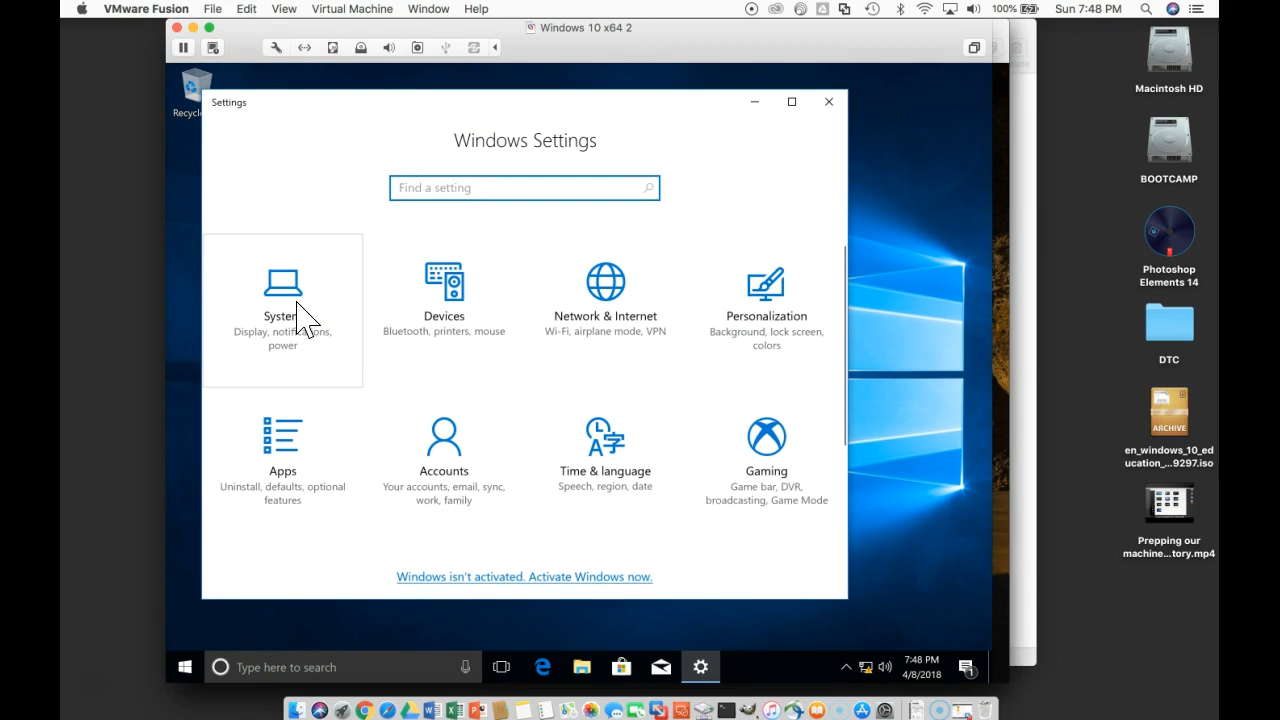 VMware Fusion File Edit View Virtual Machine Window Help 100% Sun 7:48 PM
Windows 10 x64 2
Macintosh HD
BOOTCAMP
Photoshop
Elements 14
DTC
ARCHIVE
en_windows_10_ed
ucation_...9297.iso
Prepping our
machine...tory.mp4
Settings
Windows Settings
Find a setting
System
Display, notifications,
power
Devices
Bluetooth, printers, mouse
Network & Internet
Wi-Fi, airplane mode, VPN
Personalization
Background, lock screen,
colors
Apps
Uninstall, defaults, optional
features
Accounts
Your accounts, email, sync,
work, family
Time & language
Speech, region, date
Gaming
Game bar, DVR,
broadcasting, Game Mode
Windows isn't activated. Activate Windows now.
Type here to search
7:48 PM
4/8/2018
1